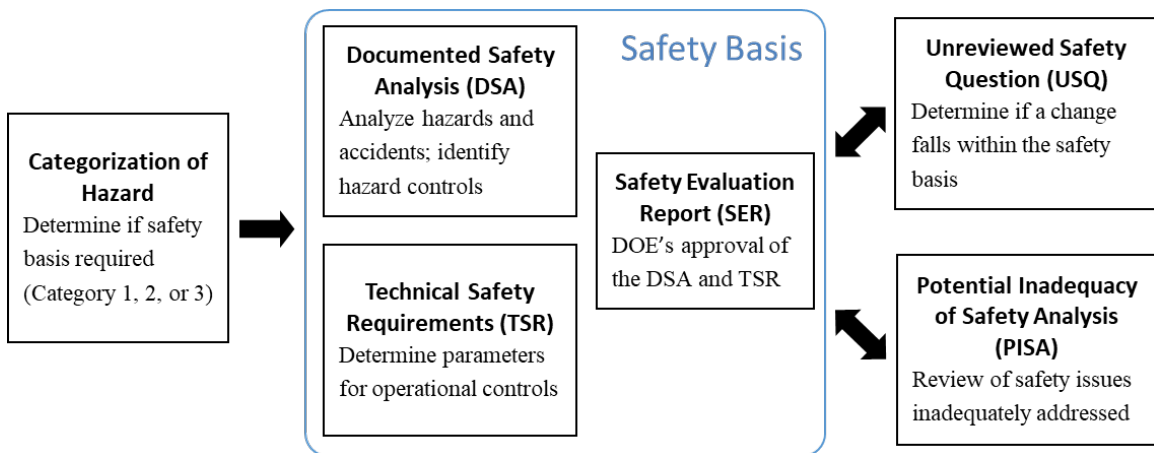 Categorization of
Hazard
Determine if safety
basis required
(Category 1, 2, or 3)
Safety Basis
Documented Safety
Analysis (DSA)
Analyze hazards and
accidents; identify
hazard controls
Technical Safety
Requirements (TSR)
Determine parameters
for operational controls
Safety Evaluation
Report (SER)
DOE’s approval of
the DSA and TSR
Unreviewed Safety
Question (USQ)
Determine if a change
falls within the safety
basis
Potential Inadequacy
of Safety Analysis
(PISA)
Review of safety issues
inadequately addressed